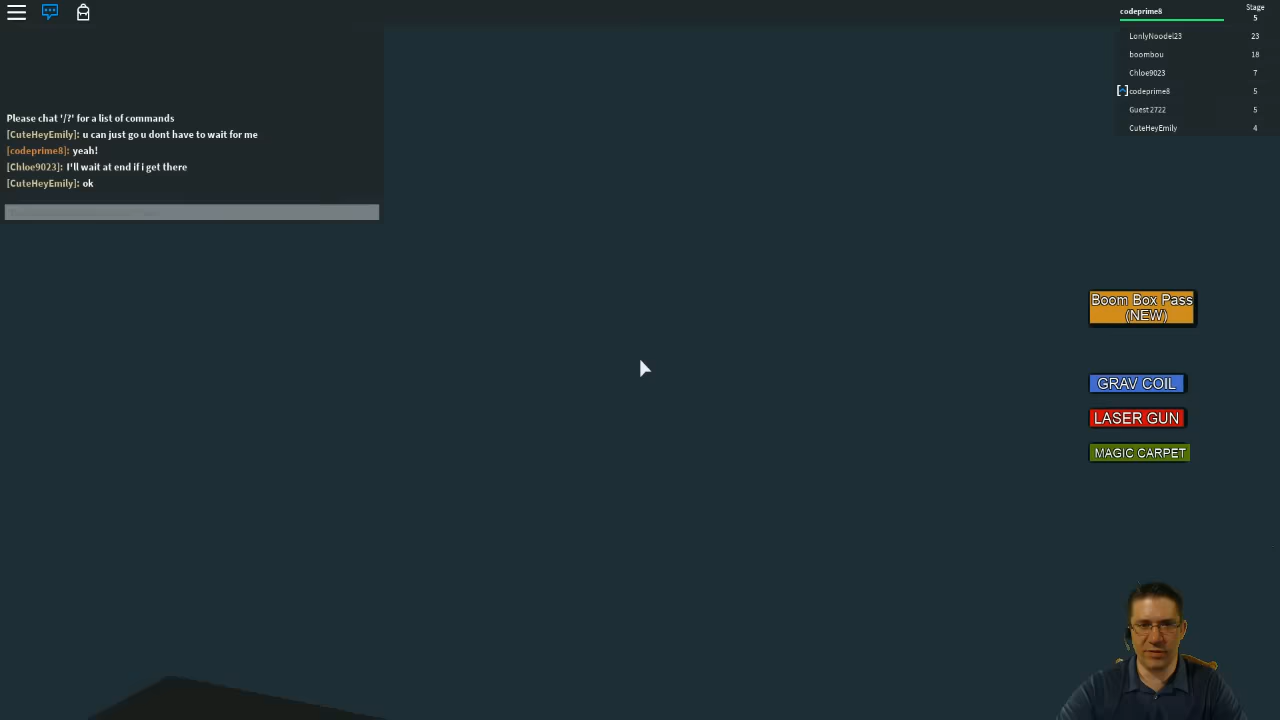 codeprime8
Stage
5
LonlyNoodel23 23
boombou 18
Chloe9023 7
[^]codeprime8 5
Guest2722 5
CuteHeyEmily 4
Please chat '/?' for a list of commands
[CuteHeyEmily]: u can just go u dont have to wait for me
[codeprime8]: yeah!
[Chloe9023]: I'll wait at end if i get there
[CuteHeyEmily]: ok
Boom Box Pass
(NEW)
GRAV COIL
LASER GUN
MAGIC CARPET